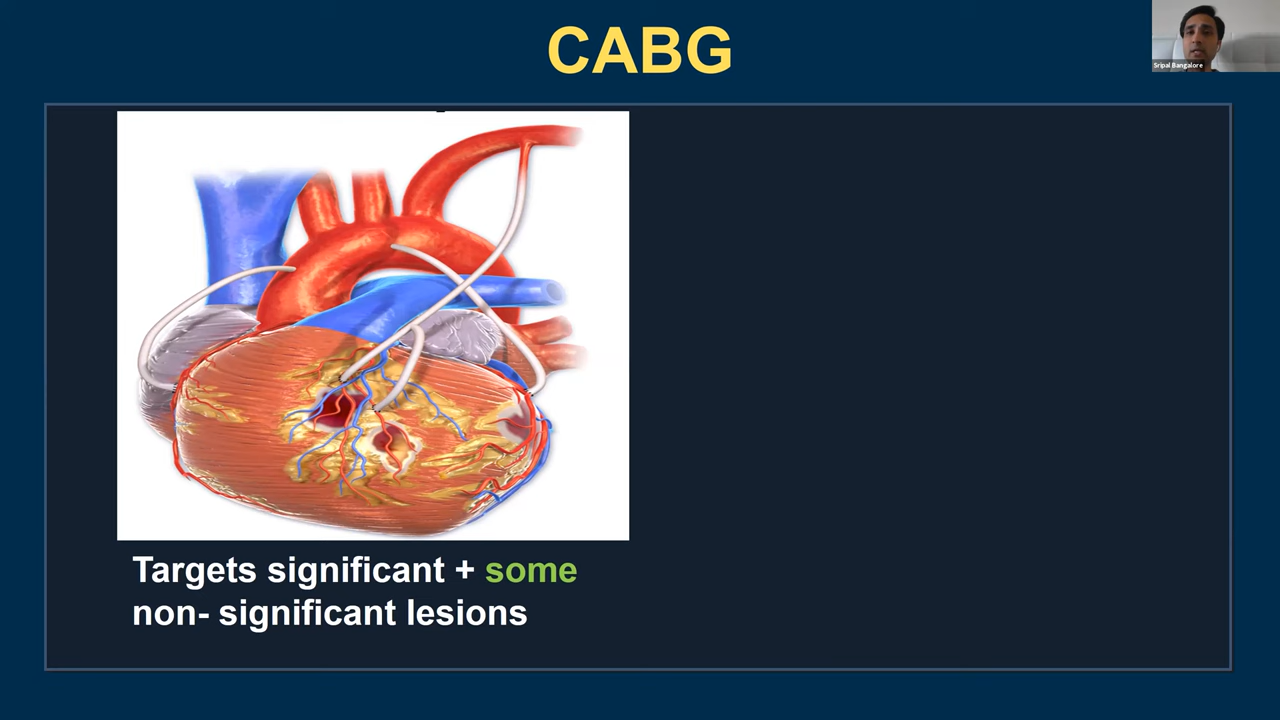 CABG
Sripal Bangalore
Targets significant + some
non- significant lesions